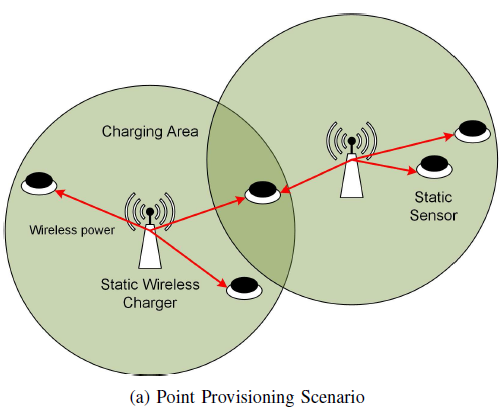 Charging Area
Static
Sensor
Wireless power
Static Wireless
Charger
(a) Point Provisioning Scenario